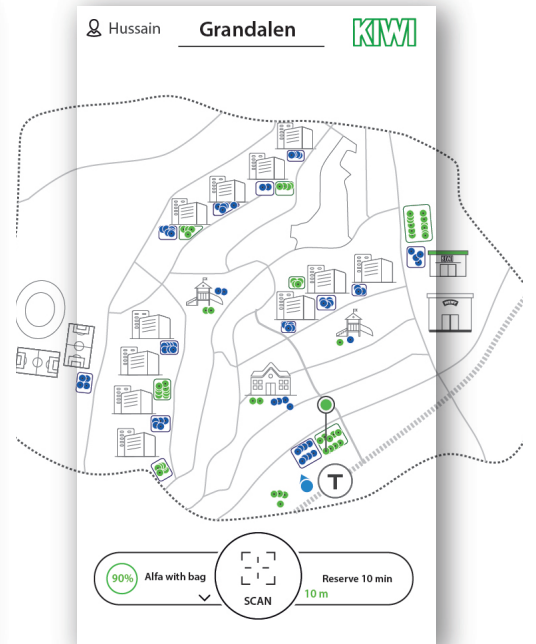 Hussain
Grandalen
KIWI
T
90%
Alfa with bag
SCAN
Reserve 10 min
10 m